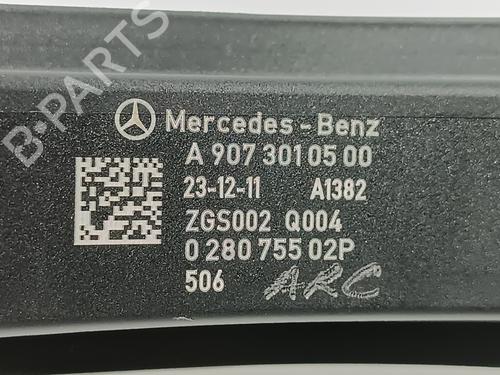 Mercedes-Benz
A 907 301 05 00
23-12-11 A1382
ZGS002 Q004
0 280 755 02P
506 ARC
B-PARTS